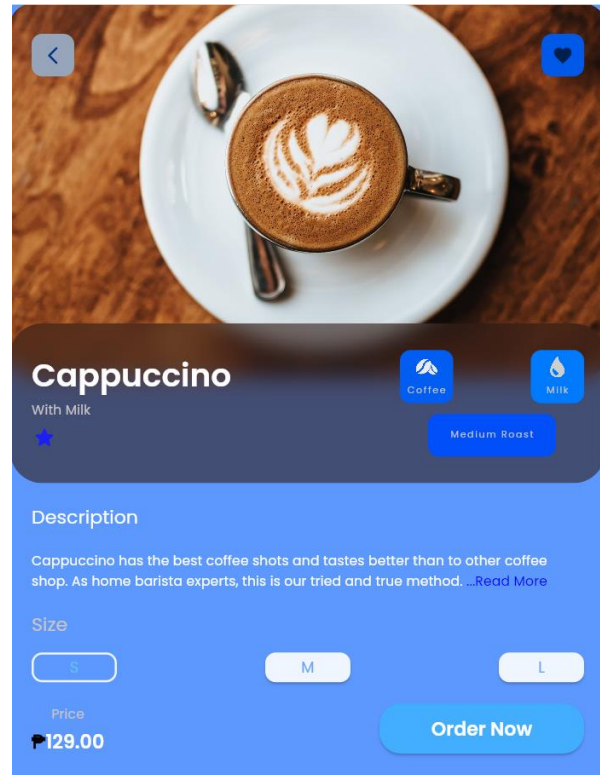 Cappuccino
With Milk
Coffee
Milk
Medium Roast
Description
Cappuccino has the best coffee shots and tastes better than to other coffee
shop. As home barista experts, this is our tried and true method. ...Read More
Size
S
M
L
Price
₱129.00
Order Now